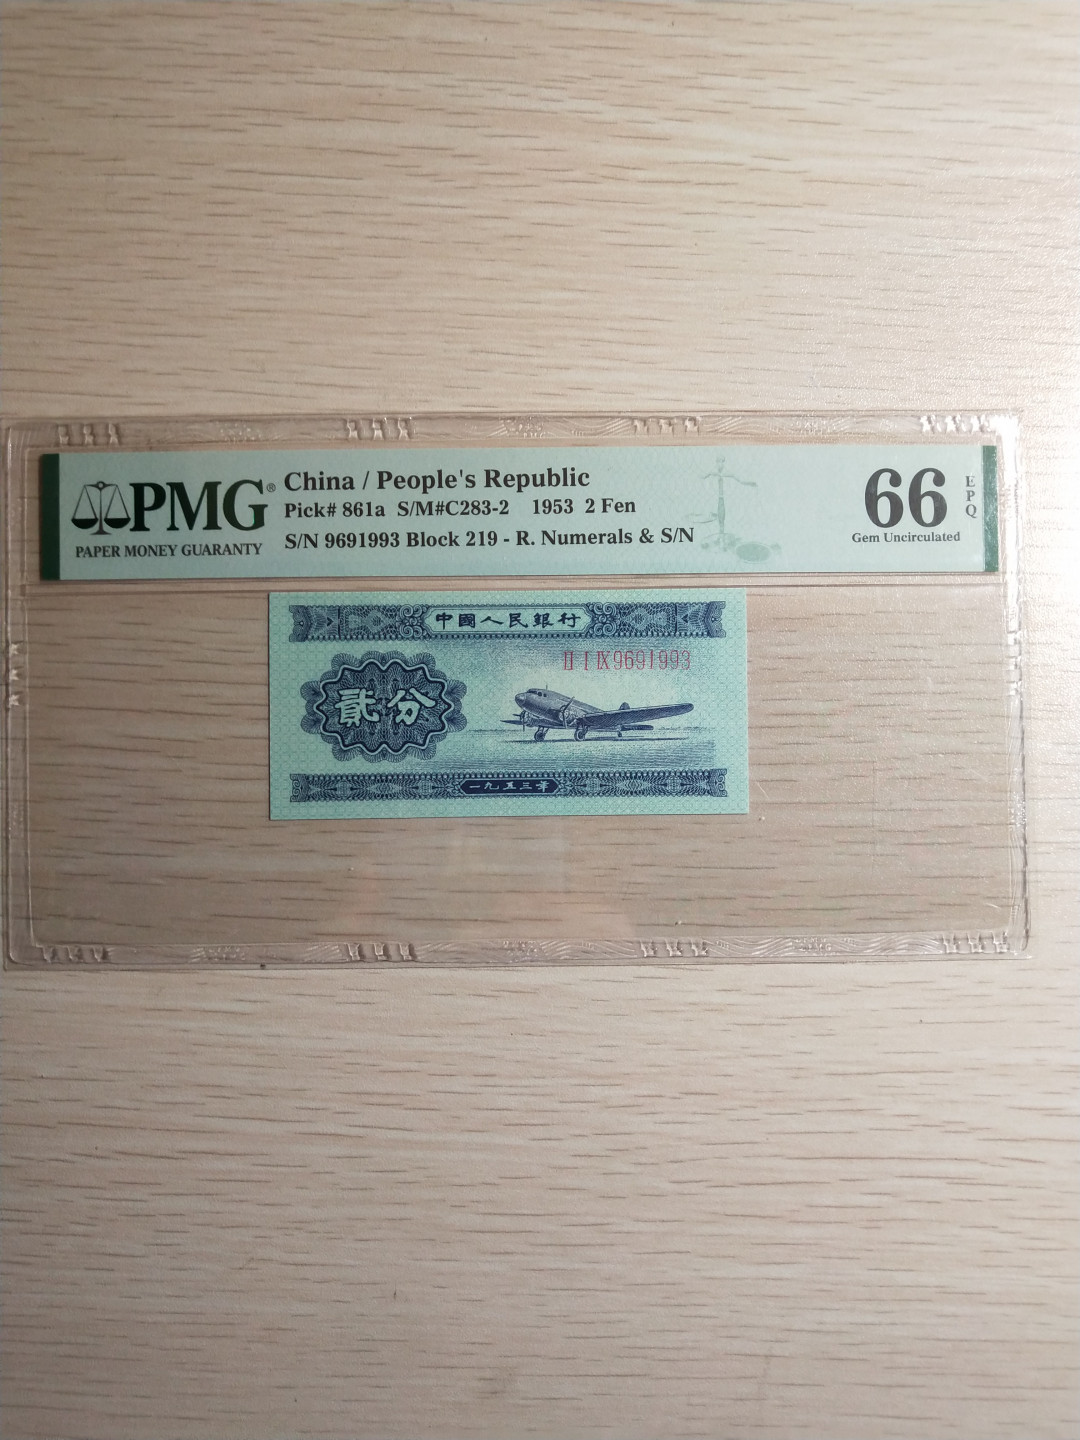 PMG®
PAPER MONEY GUARANTY
China / People's Republic
Pick# 861a S/M#C283-2 1953 2 Fen
S/N 9691993 Block 219 - R. Numerals & S/N
66
EPQ
Gem Uncirculated
中國人民銀行
II I IX 9691993
貳分
一九五三年